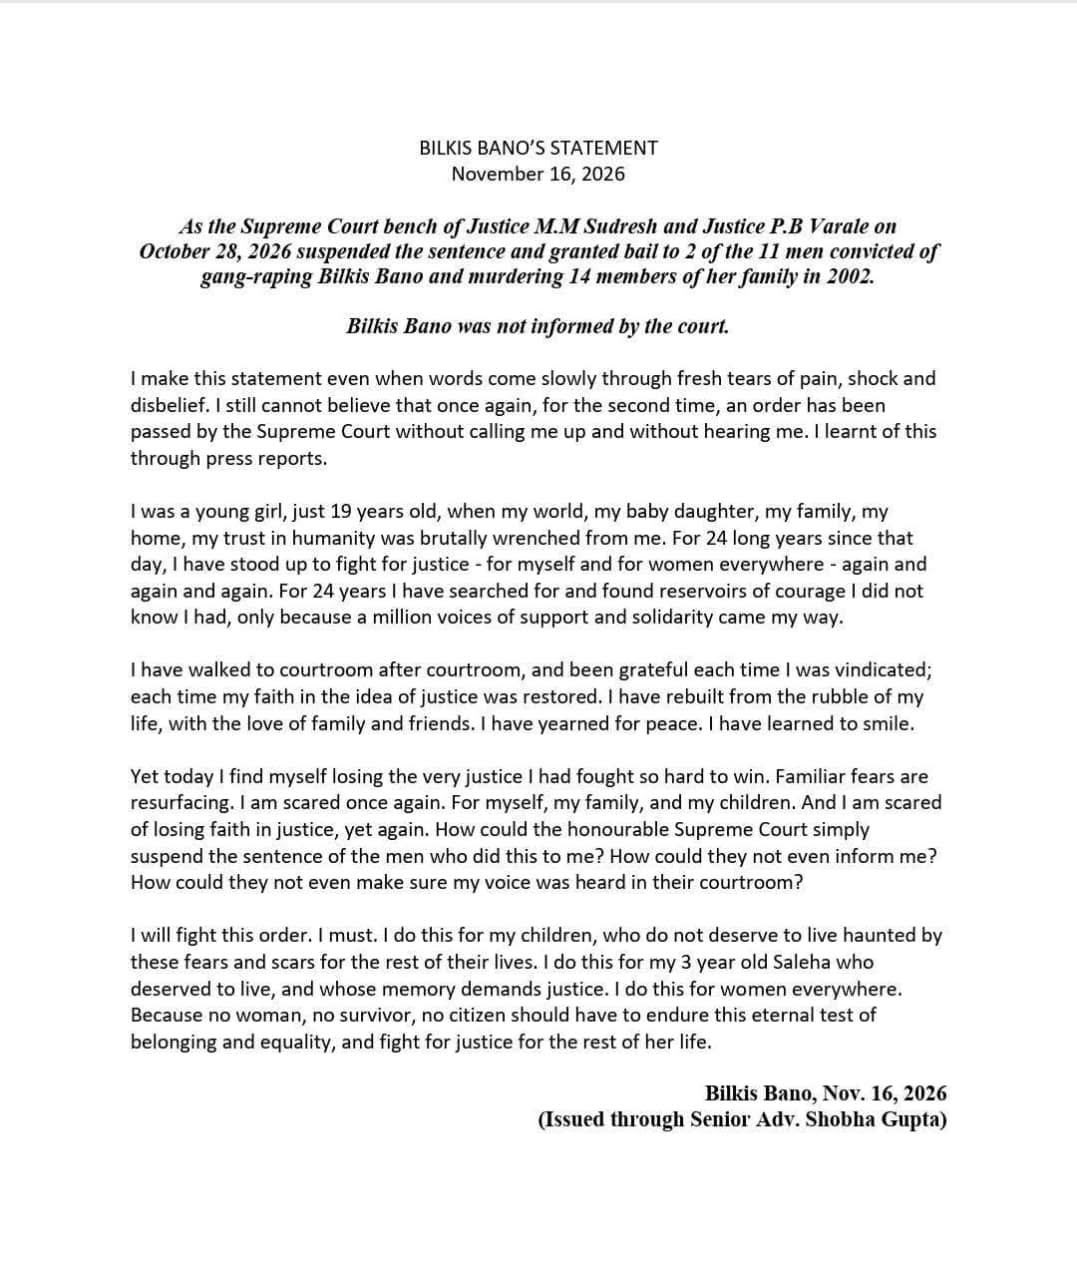 BILKIS BANO'S STATEMENT
November 16, 2026
As the Supreme Court bench of Justice M.M Sudresh and Justice P.B Varale on
October 28, 2026 suspended the sentence and granted bail to 2 of the 11 men convicted of
gang-raping Bilkis Bano and murdering 14 members of her family in 2002.
Bilkis Bano was not informed by the court.
I make this statement even when words come slowly through fresh tears of pain, shock and
disbelief. I still cannot believe that once again, for the second time, an order has been
passed by the Supreme Court without calling me up and without hearing me. I learnt of this
through press reports.
I was a young girl, just 19 years old, when my world, my baby daughter, my family, my
home, my trust in humanity was brutally wrenched from me. For 24 long years since that
day, I have stood up to fight for justice - for myself and for women everywhere - again and
again and again. For 24 years I have searched for and found reservoirs of courage I did not
know I had, only because a million voices of support and solidarity came my way.
I have walked to courtroom after courtroom, and been grateful each time I was vindicated;
each time my faith in the idea of justice was restored. I have rebuilt from the rubble of my
life, with the love of family and friends. I have yearned for peace. I have learned to smile.
Yet today I find myself losing the very justice I had fought so hard to win. Familiar fears are
resurfacing. I am scared once again. For myself, my family, and my children. And I am scared
of losing faith in justice, yet again. How could the honourable Supreme Court simply
suspend the sentence of the men who did this to me? How could they not even inform me?
How could they not even make sure my voice was heard in their courtroom?
I will fight this order. I must. I do this for my children, who do not deserve to live haunted by
these fears and scars for the rest of their lives. I do this for my 3 year old Saleha who
deserved to live, and whose memory demands justice. I do this for women everywhere.
Because no woman, no survivor, no citizen should have to endure this eternal test of
belonging and equality, and fight for justice for the rest of her life.
Bilkis Bano, Nov. 16, 2026
(Issued through Senior Adv. Shobha Gupta)